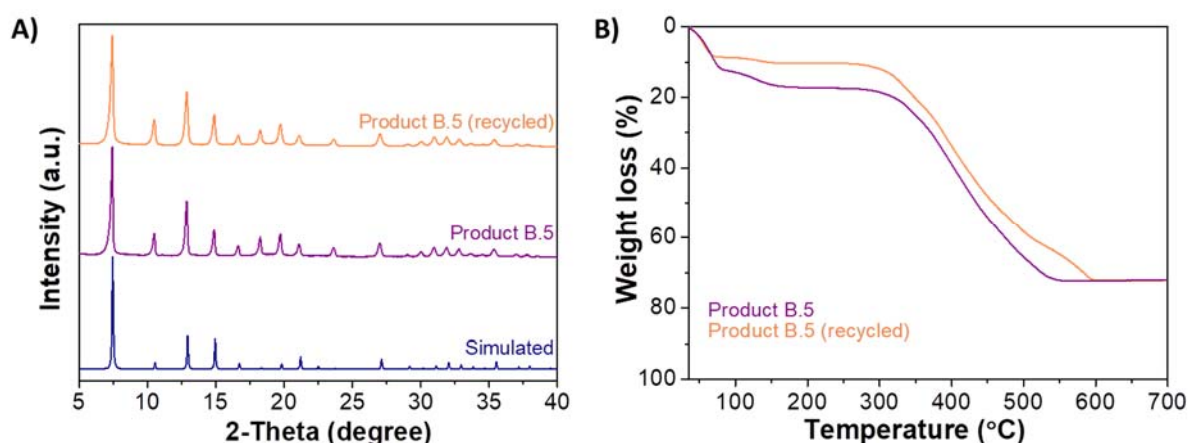 A)
Intensity (a.u.)
Product B.5 (recycled)
Product B.5
Simulated
5 10 15 20 25 30 35 40
2-Theta (degree)
B)
Weight loss (%)
0
20
40
60
80
100
Product B.5
Product B.5 (recycled)
100 200 300 400 500 600 700
Temperature (°C)